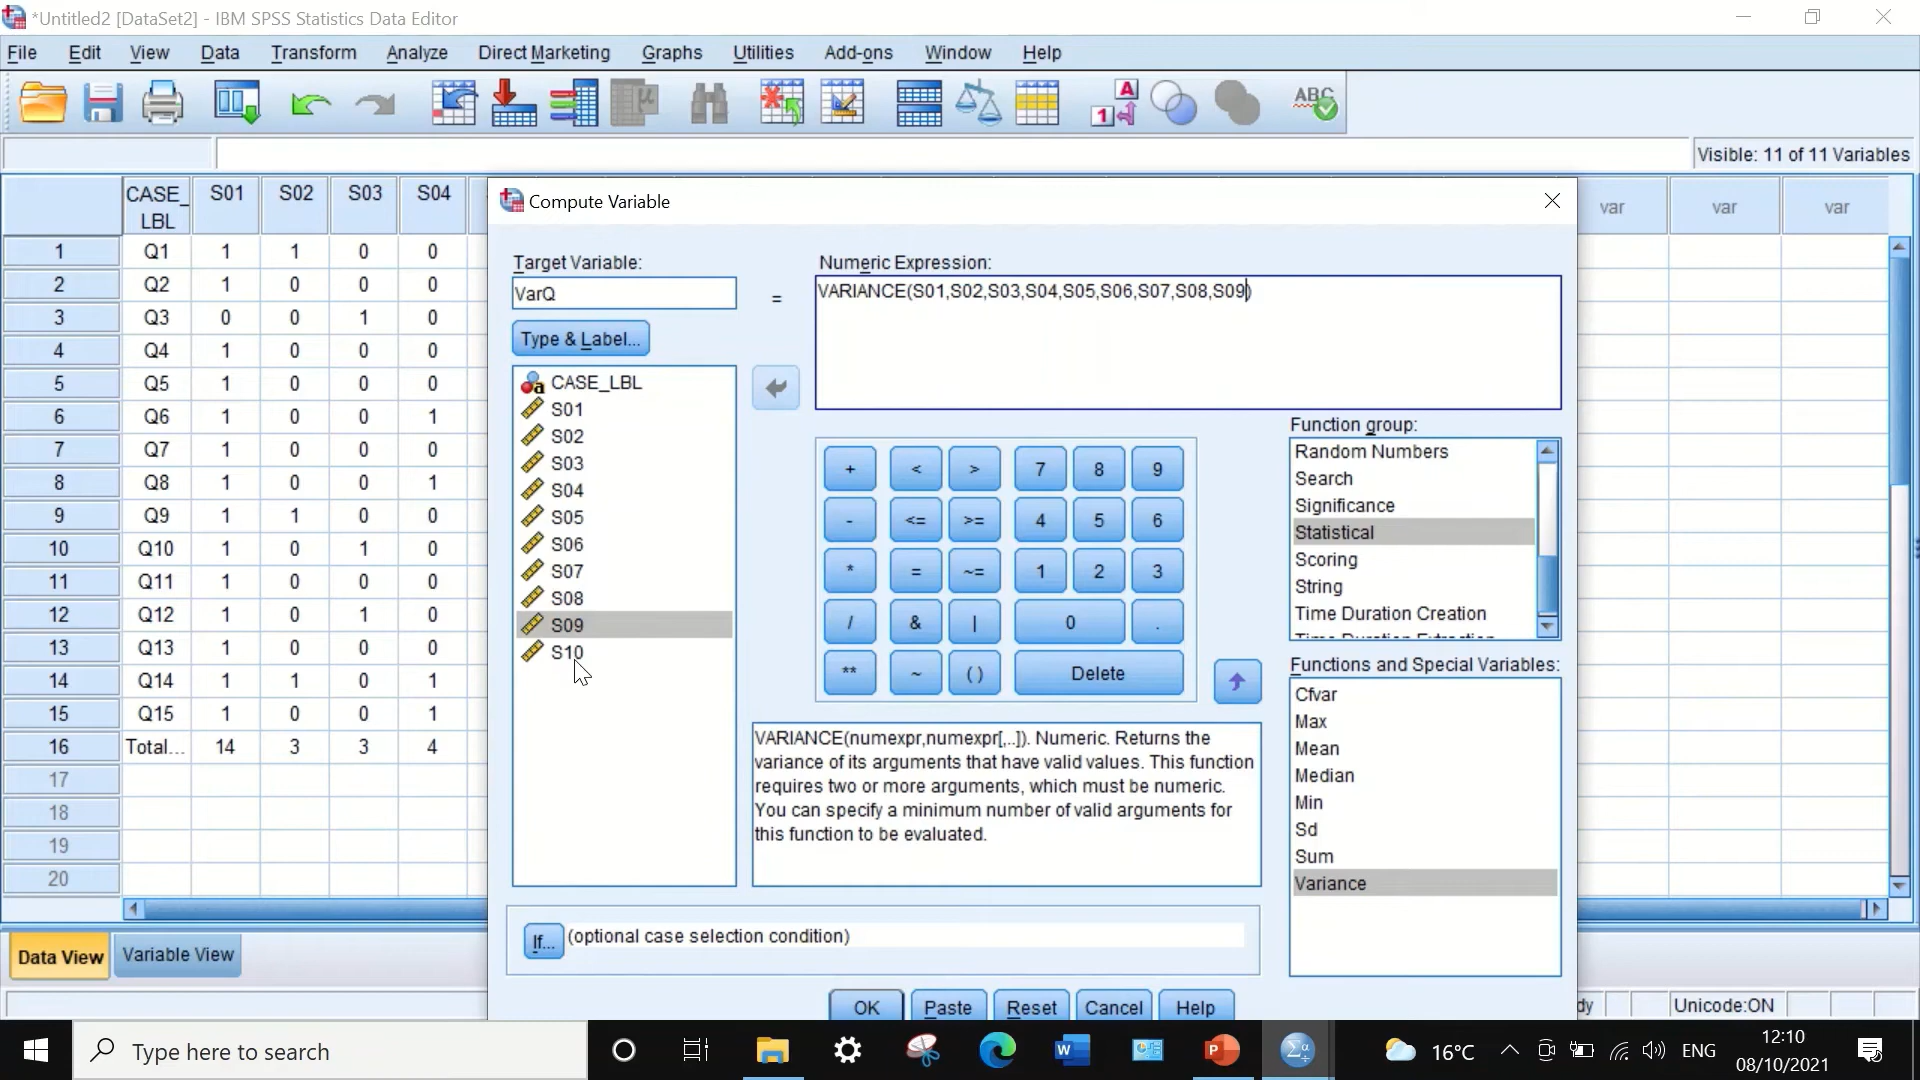 *Untitled2 [DataSet2] - IBM SPSS Statistics Data Editor
File Edit View Data Transform Analyze Direct Marketing Graphs Utilities Add-ons Window Help
Visible: 11 of 11 Variables
CASE_LBL S01 S02 S03 S04 var var var
1 Q1 1 1 0 0
2 Q2 1 0 0 0
3 Q3 0 0 1 0
4 Q4 1 0 0 0
5 Q5 1 0 0 0
6 Q6 1 0 0 1
7 Q7 1 0 0 0
8 Q8 1 0 0 1
9 Q9 1 1 0 0
10 Q10 1 0 1 0
11 Q11 1 0 0 0
12 Q12 1 0 1 0
13 Q13 1 0 0 0
14 Q14 1 1 0 1
15 Q15 1 0 0 1
16 Total... 14 3 3 4
17
18
19
20
Compute Variable
Target Variable:
VarQ
=
Numeric Expression:
VARIANCE(S01,S02,S03,S04,S05,S06,S07,S08,S09)
Type & Label...
CASE_LBL
S01
S02
S03
S04
S05
S06
S07
S08
S09
S10
+ < > 7 8 9
- <= >= 4 5 6
* = ~= 1 2 3
/ & | 0 .
** ~ ( ) Delete
Function group:
Random Numbers
Search
Significance
Statistical
Scoring
String
Time Duration Creation
Time Duration Extraction
Functions and Special Variables:
Cfvar
Max
Mean
Median
Min
Sd
Sum
Variance
VARIANCE(numexpr,numexpr[,..]). Numeric. Returns the
variance of its arguments that have valid values. This function
requires two or more arguments, which must be numeric.
You can specify a minimum number of valid arguments for
this function to be evaluated.
If... (optional case selection condition)
OK Paste Reset Cancel Help
Data View Variable View
Unicode:ON
Type here to search
16°C
ENG
12:10
08/10/2021